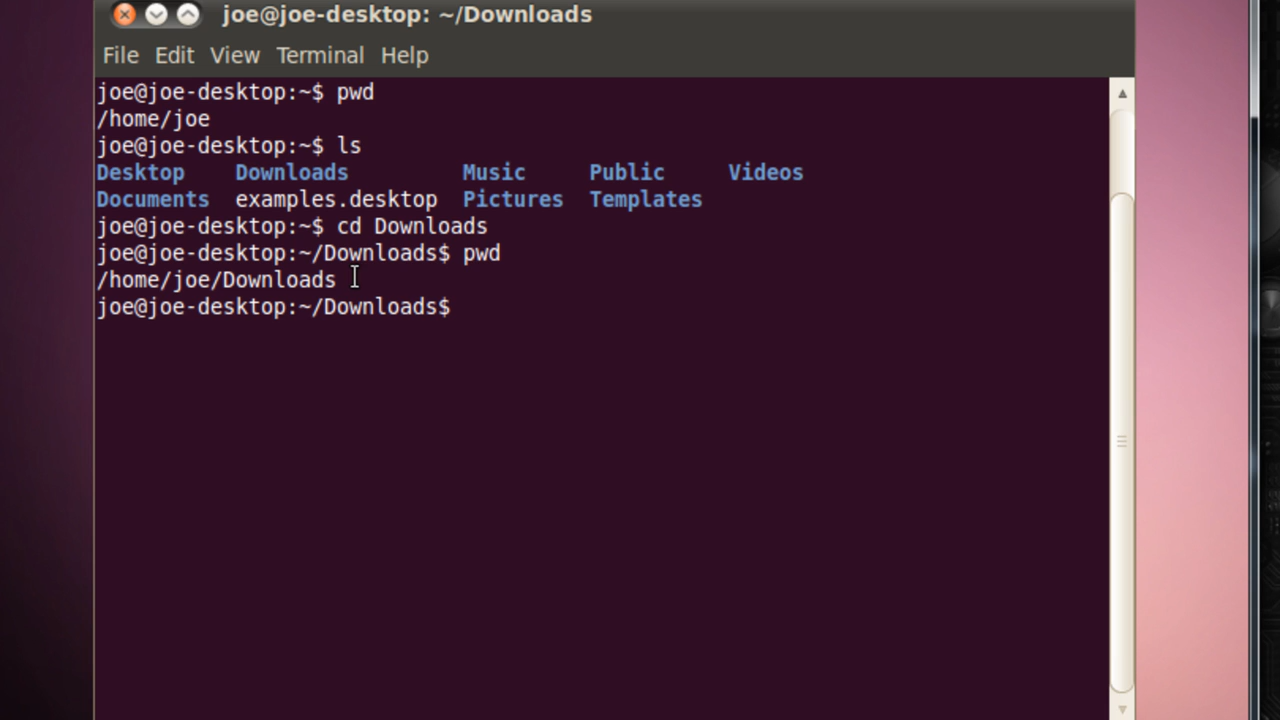 joe@joe-desktop: ~/Downloads
File Edit View Terminal Help
joe@joe-desktop:~$ pwd
/home/joe
joe@joe-desktop:~$ ls
Desktop Downloads Music Public Videos
Documents examples.desktop Pictures Templates
joe@joe-desktop:~$ cd Downloads
joe@joe-desktop:~/Downloads$ pwd
/home/joe/Downloads
joe@joe-desktop:~/Downloads$